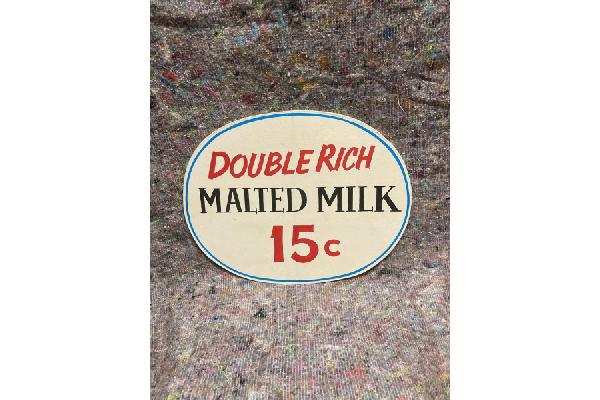 DOUBLE RICH
MALTED MILK
15c